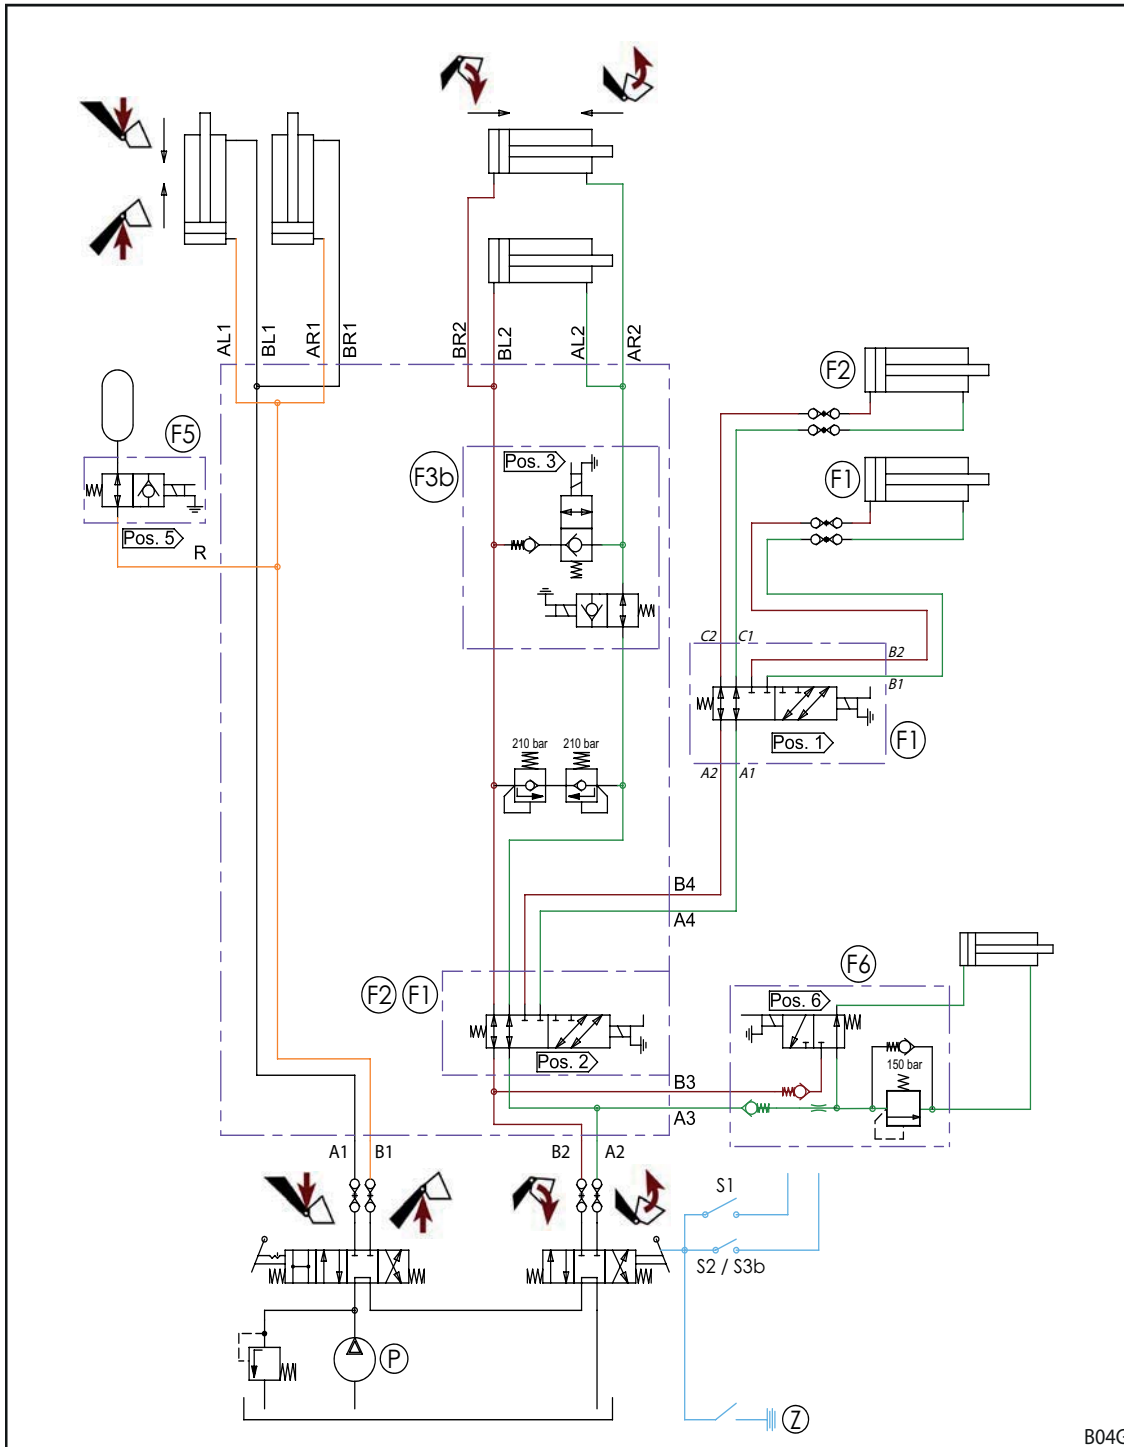 AL1
BL1
AR1
BR1
BR2
BL2
AL2
AR2
F2
F5
F3b
Pos. 3
F1
Pos. 5
R
C2
C1
B2
B1
210 bar
210 bar
Pos. 1
F1
A2
A1
B4
A4
F6
F2
F1
Pos. 6
Pos. 2
150 bar
B3
A3
A1
B1
B2
A2
S1
S2 / S3b
P
Z